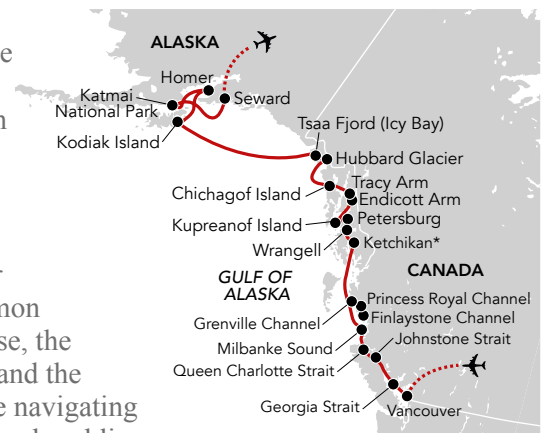 ALASKA
Homer
Katmai
National Park
Seward
Kodiak Island
Tsaa Fjord (Icy Bay)
Hubbard Glacier
Chichagof Island
Tracy Arm
Endicott Arm
Kupreanof Island
Petersburg
Wrangell
Ketchikan*
GULF OF
ALASKA
CANADA
Princess Royal Channel
Grenville Channel
Finlaystone Channel
Milbanke Sound
Johnstone Strait
Queen Charlotte Strait
Georgia Strait
Vancouver
e
n
mon
se, the
and the
e navigating